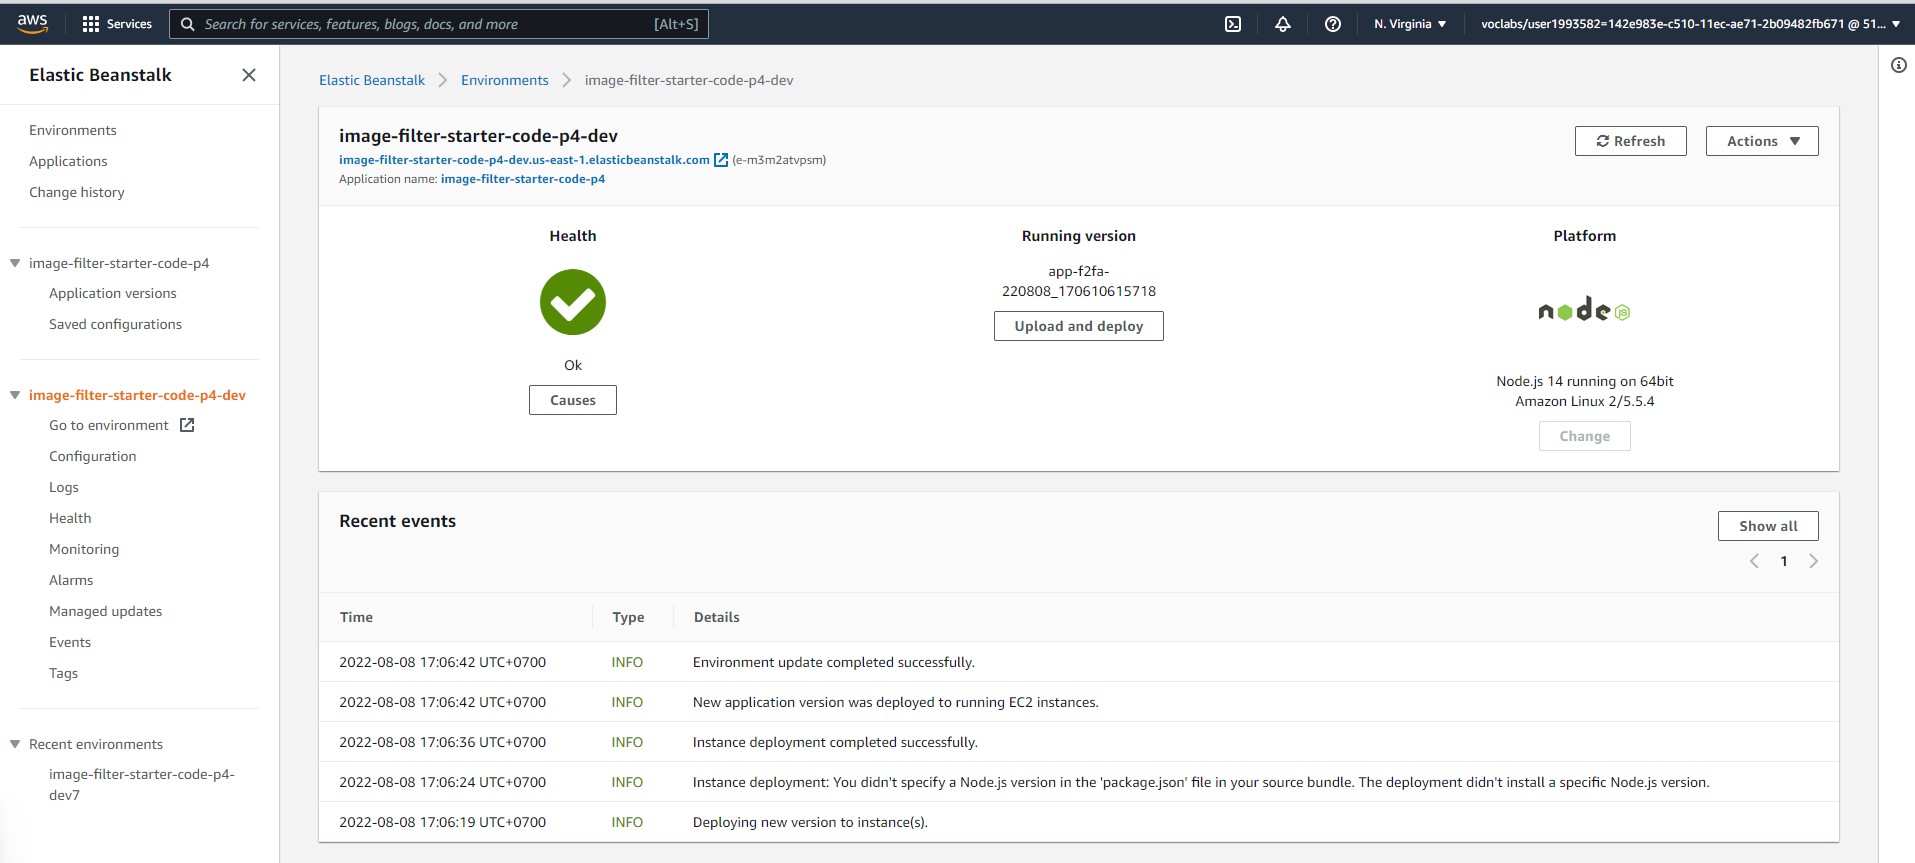 aws
Services
Search for services, features, blogs, docs, and more
[Alt+S]
N. Virginia
voclabs/user1993582=142e983e-c510-11ec-ae71-2b09482fb671 @ 51...
Elastic Beanstalk
Environments
Applications
Change history
image-filter-starter-code-p4
Application versions
Saved configurations
image-filter-starter-code-p4-dev
Go to environment
Configuration
Logs
Health
Monitoring
Alarms
Managed updates
Events
Tags
Recent environments
image-filter-starter-code-p4-
dev7
Elastic Beanstalk
Environments
image-filter-starter-code-p4-dev
image-filter-starter-code-p4-dev
image-filter-starter-code-p4-dev.us-east-1.elasticbeanstalk.com (e-m3m2atvpsm)
Application name: image-filter-starter-code-p4
Refresh
Actions
Health
Ok
Causes
Running version
app-f2fa-
220808_170610615718
Upload and deploy
Platform
node JS
Node.js 14 running on 64bit
Amazon Linux 2/5.5.4
Change
Recent events
Show all
1
Time Type Details
2022-08-08 17:06:42 UTC+0700 INFO Environment update completed successfully.
2022-08-08 17:06:42 UTC+0700 INFO New application version was deployed to running EC2 instances.
2022-08-08 17:06:36 UTC+0700 INFO Instance deployment completed successfully.
2022-08-08 17:06:24 UTC+0700 INFO Instance deployment: You didn't specify a Node.js version in the 'package.json' file in your source bundle. The deployment didn't install a specific Node.js version.
2022-08-08 17:06:19 UTC+0700 INFO Deploying new version to instance(s).